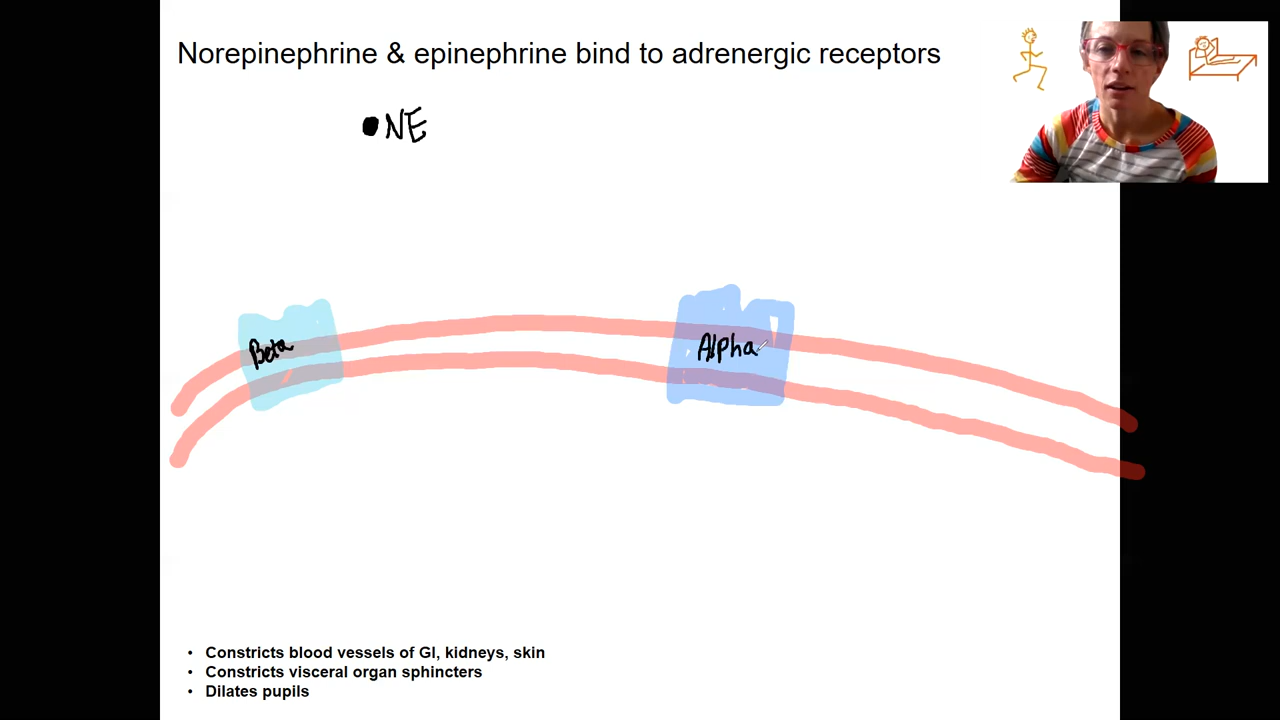 Norepinephrine & epinephrine bind to adrenergic receptors
NE
Beta
Alpha
• Constricts blood vessels of GI, kidneys, skin
• Constricts visceral organ sphincters
• Dilates pupils